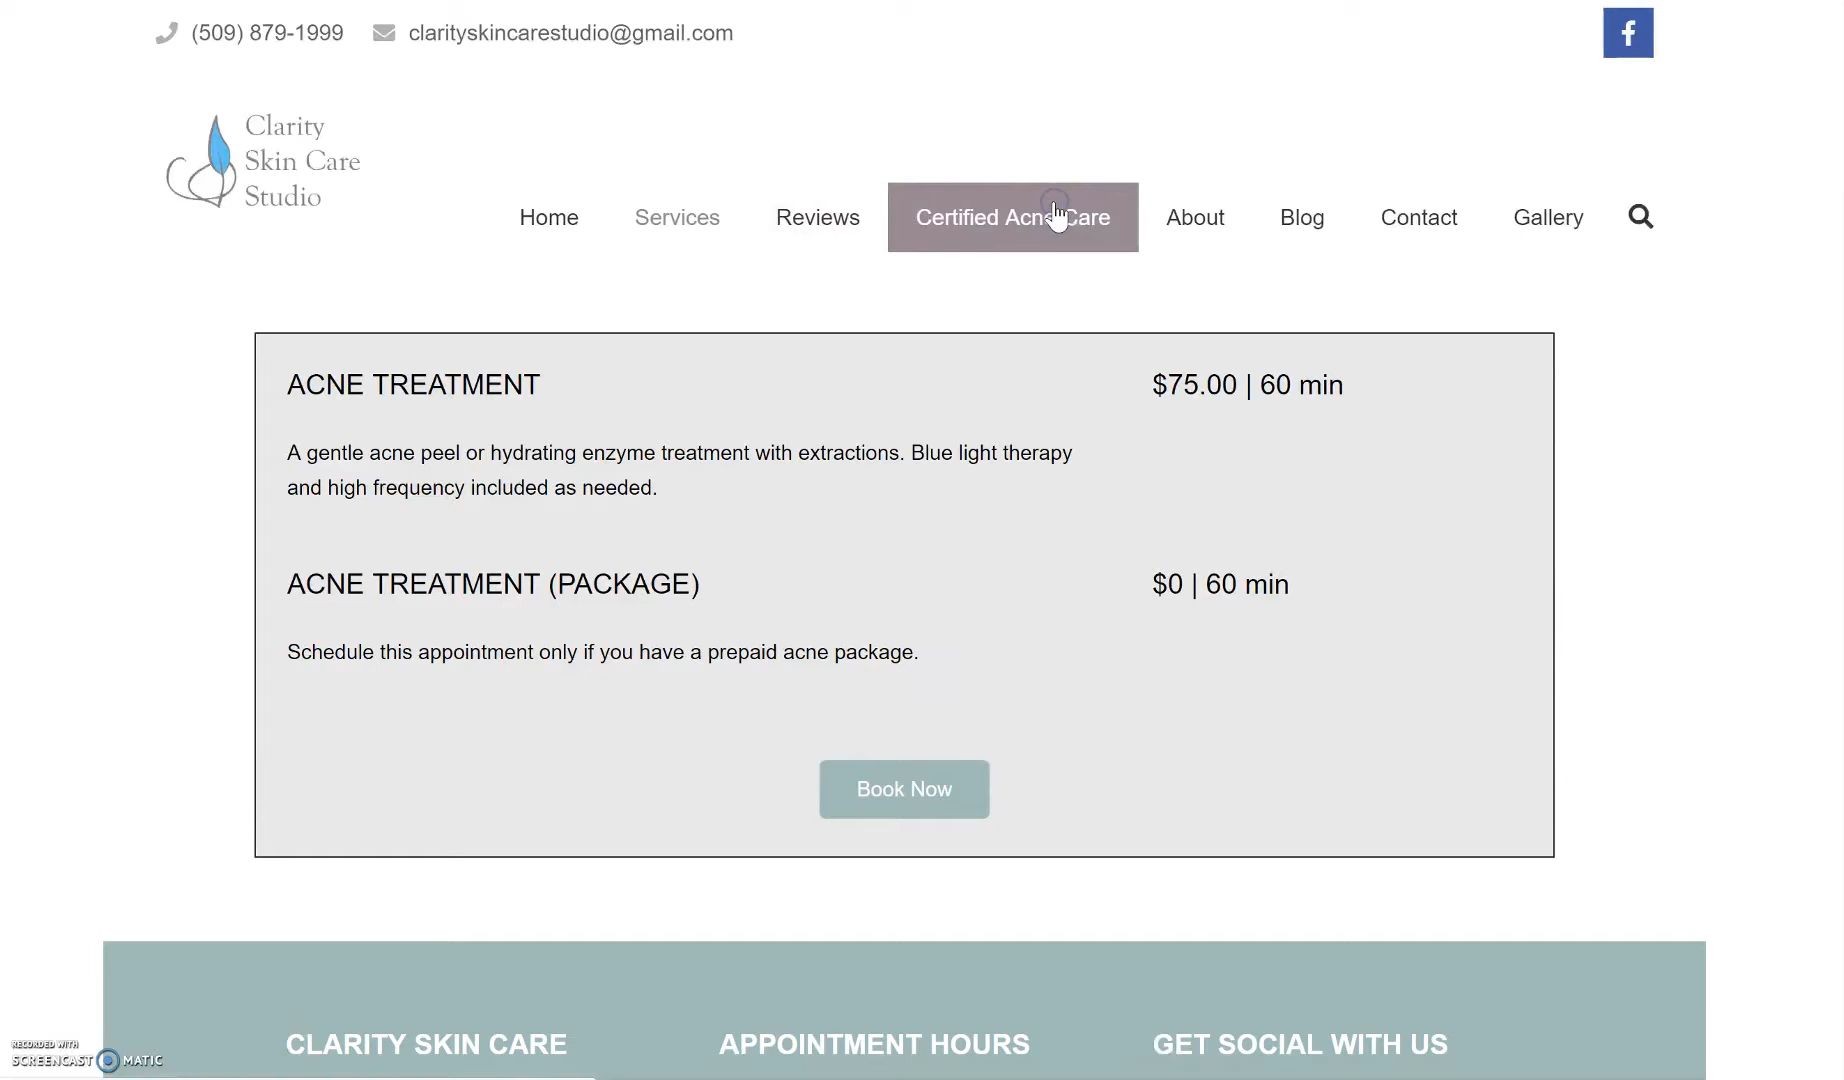 (509) 879-1999 clarityskincarestudio@gmail.com
f
Clarity
Skin Care
Studio
Home Services Reviews Certified Acne Care About Blog Contact Gallery
ACNE TREATMENT $75.00 | 60 min
A gentle acne peel or hydrating enzyme treatment with extractions. Blue light therapy
and high frequency included as needed.
ACNE TREATMENT (PACKAGE) $0 | 60 min
Schedule this appointment only if you have a prepaid acne package.
Book Now
CLARITY SKIN CARE APPOINTMENT HOURS GET SOCIAL WITH US
RECORDED WITH
SCREENCAST MATIC